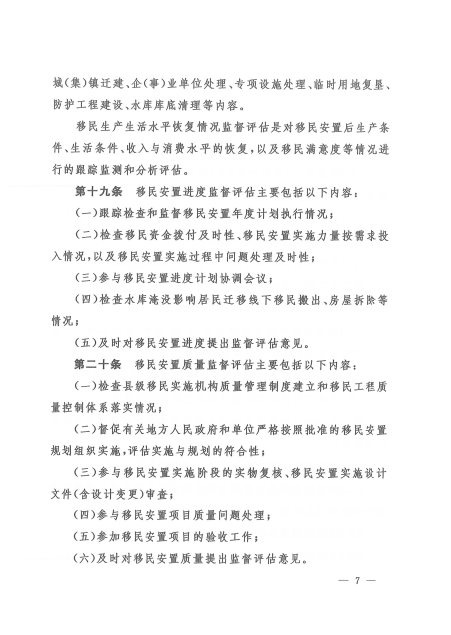 城(集)镇迁建、企(事)业单位处理、专项设施处理、临时用地复垦、
防护工程建设、水库库底清理等内容。
移民生产生活水平恢复情况监督评估是对移民安置后生产条
件、生活条件、收入与消费水平的恢复,以及移民满意度等情况进
行的跟踪监测和分析评估。
第十九条 移民安置进度监督评估主要包括以下内容:
(一)跟踪检查和监督移民安置年度计划执行情况;
(二)检查移民资金拨付及时性、移民安置实施力量按需求投
入情况,以及移民安置实施过程中问题处理及时性;
(三)参与移民安置进度计划协调会议;
(四)检查水库淹没影响居民迁移线下移民搬出、房屋拆除等
情况;
(五)及时对移民安置进度提出监督评估意见。
第二十条 移民安置质量监督评估主要包括以下内容:
(一)检查县级移民实施机构质量管理制度建立和移民工程质
量控制体系落实情况;
(二)督促有关地方人民政府和单位严格按照批准的移民安置
规划组织实施,评估实施与规划的符合性;
(三)参与移民安置实施阶段的实物复核、移民安置实施设计
文件(含设计变更)审查;
(四)参与移民安置项目质量问题处理;
(五)参加移民安置项目的验收工作;
(六)及时对移民安置质量提出监督评估意见。
— 7 —